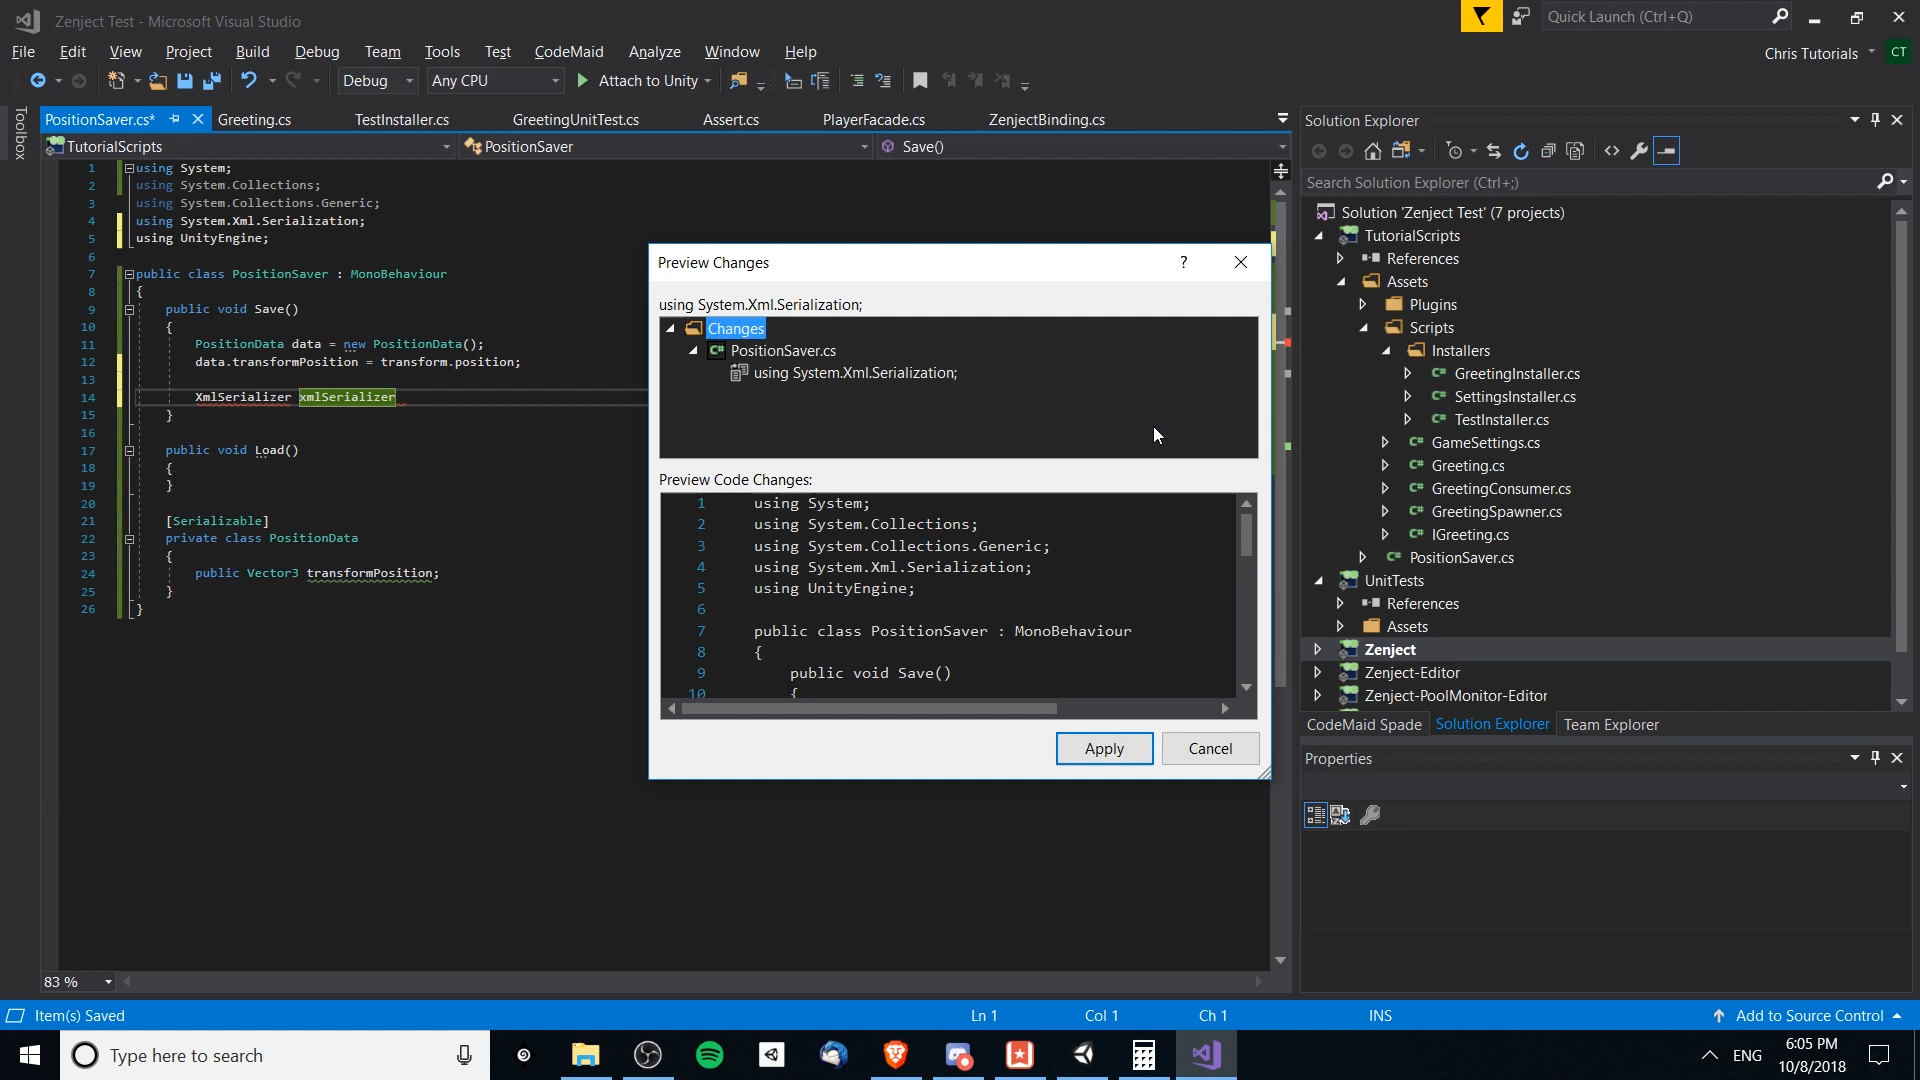 Zenject Test - Microsoft Visual Studio
Quick Launch (Ctrl+Q)
File Edit View Project Build Debug Team Tools Test CodeMaid Analyze Window Help
Chris Tutorials CT
Debug Any CPU Attach to Unity
Toolbox
PositionSaver.cs* Greeting.cs TestInstaller.cs GreetingUnitTest.cs Assert.cs PlayerFacade.cs ZenjectBinding.cs
TutorialScripts PositionSaver Save()
1 using System;
2 using System.Collections;
3 using System.Collections.Generic;
4 using System.Xml.Serialization;
5 using UnityEngine;
6
7 public class PositionSaver : MonoBehaviour
8 {
9 public void Save()
10 {
11 PositionData data = new PositionData();
12 data.transformPosition = transform.position;
13
14 XmlSerializer xmlSerializer
15 }
16
17 public void Load()
18 {
19 }
20
21 [Serializable]
22 private class PositionData
23 {
24 public Vector3 transformPosition;
25 }
26 }
83 %
Preview Changes ?
using System.Xml.Serialization;
Changes
C# PositionSaver.cs
using System.Xml.Serialization;
Preview Code Changes:
1 using System;
2 using System.Collections;
3 using System.Collections.Generic;
4 using System.Xml.Serialization;
5 using UnityEngine;
6
7 public class PositionSaver : MonoBehaviour
8 {
9 public void Save()
10 {
Apply Cancel
Solution Explorer
Search Solution Explorer (Ctrl+;)
Solution 'Zenject Test' (7 projects)
TutorialScripts
References
Assets
Plugins
Scripts
Installers
C# GreetingInstaller.cs
C# SettingsInstaller.cs
C# TestInstaller.cs
C# GameSettings.cs
C# Greeting.cs
C# GreetingConsumer.cs
C# GreetingSpawner.cs
C# IGreeting.cs
C# PositionSaver.cs
UnitTests
References
Assets
Zenject
Zenject-Editor
Zenject-PoolMonitor-Editor
CodeMaid Spade Solution Explorer Team Explorer
Properties
Item(s) Saved Ln 1 Col 1 Ch 1 INS Add to Source Control
Type here to search
ENG
6:05 PM
10/8/2018